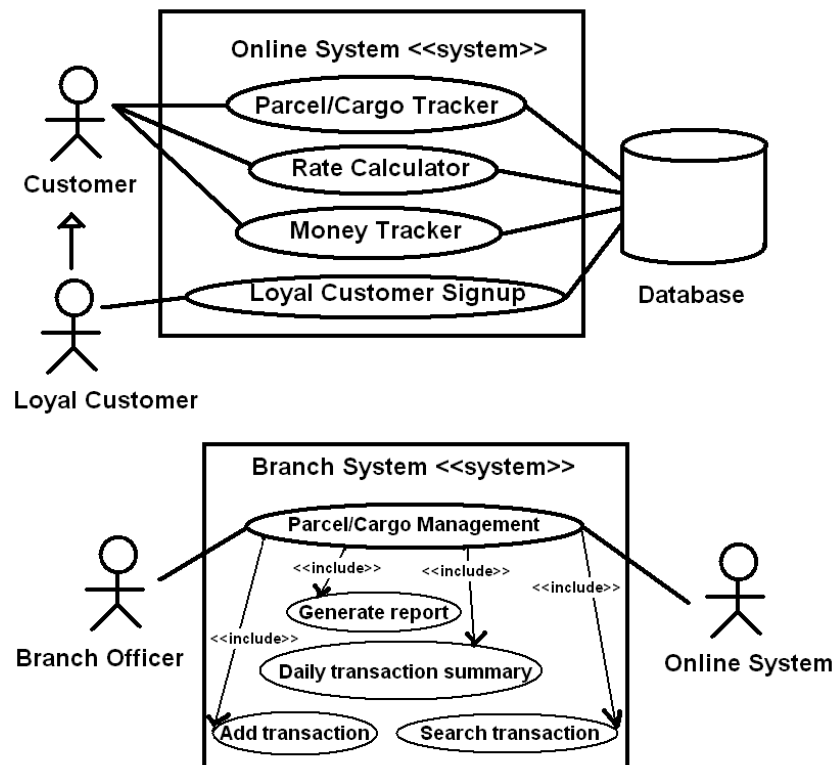 Online System <<system>>
Parcel/Cargo Tracker
Rate Calculator
Customer
Money Tracker
Loyal Customer Signup
Database
Loyal Customer
Branch System <<system>>
Parcel/Cargo Management
<<include>>
<<include>>
<<include>>
Generate report
<<include>>
Branch Officer
Online System
Daily transaction summary
Add transaction
Search transaction